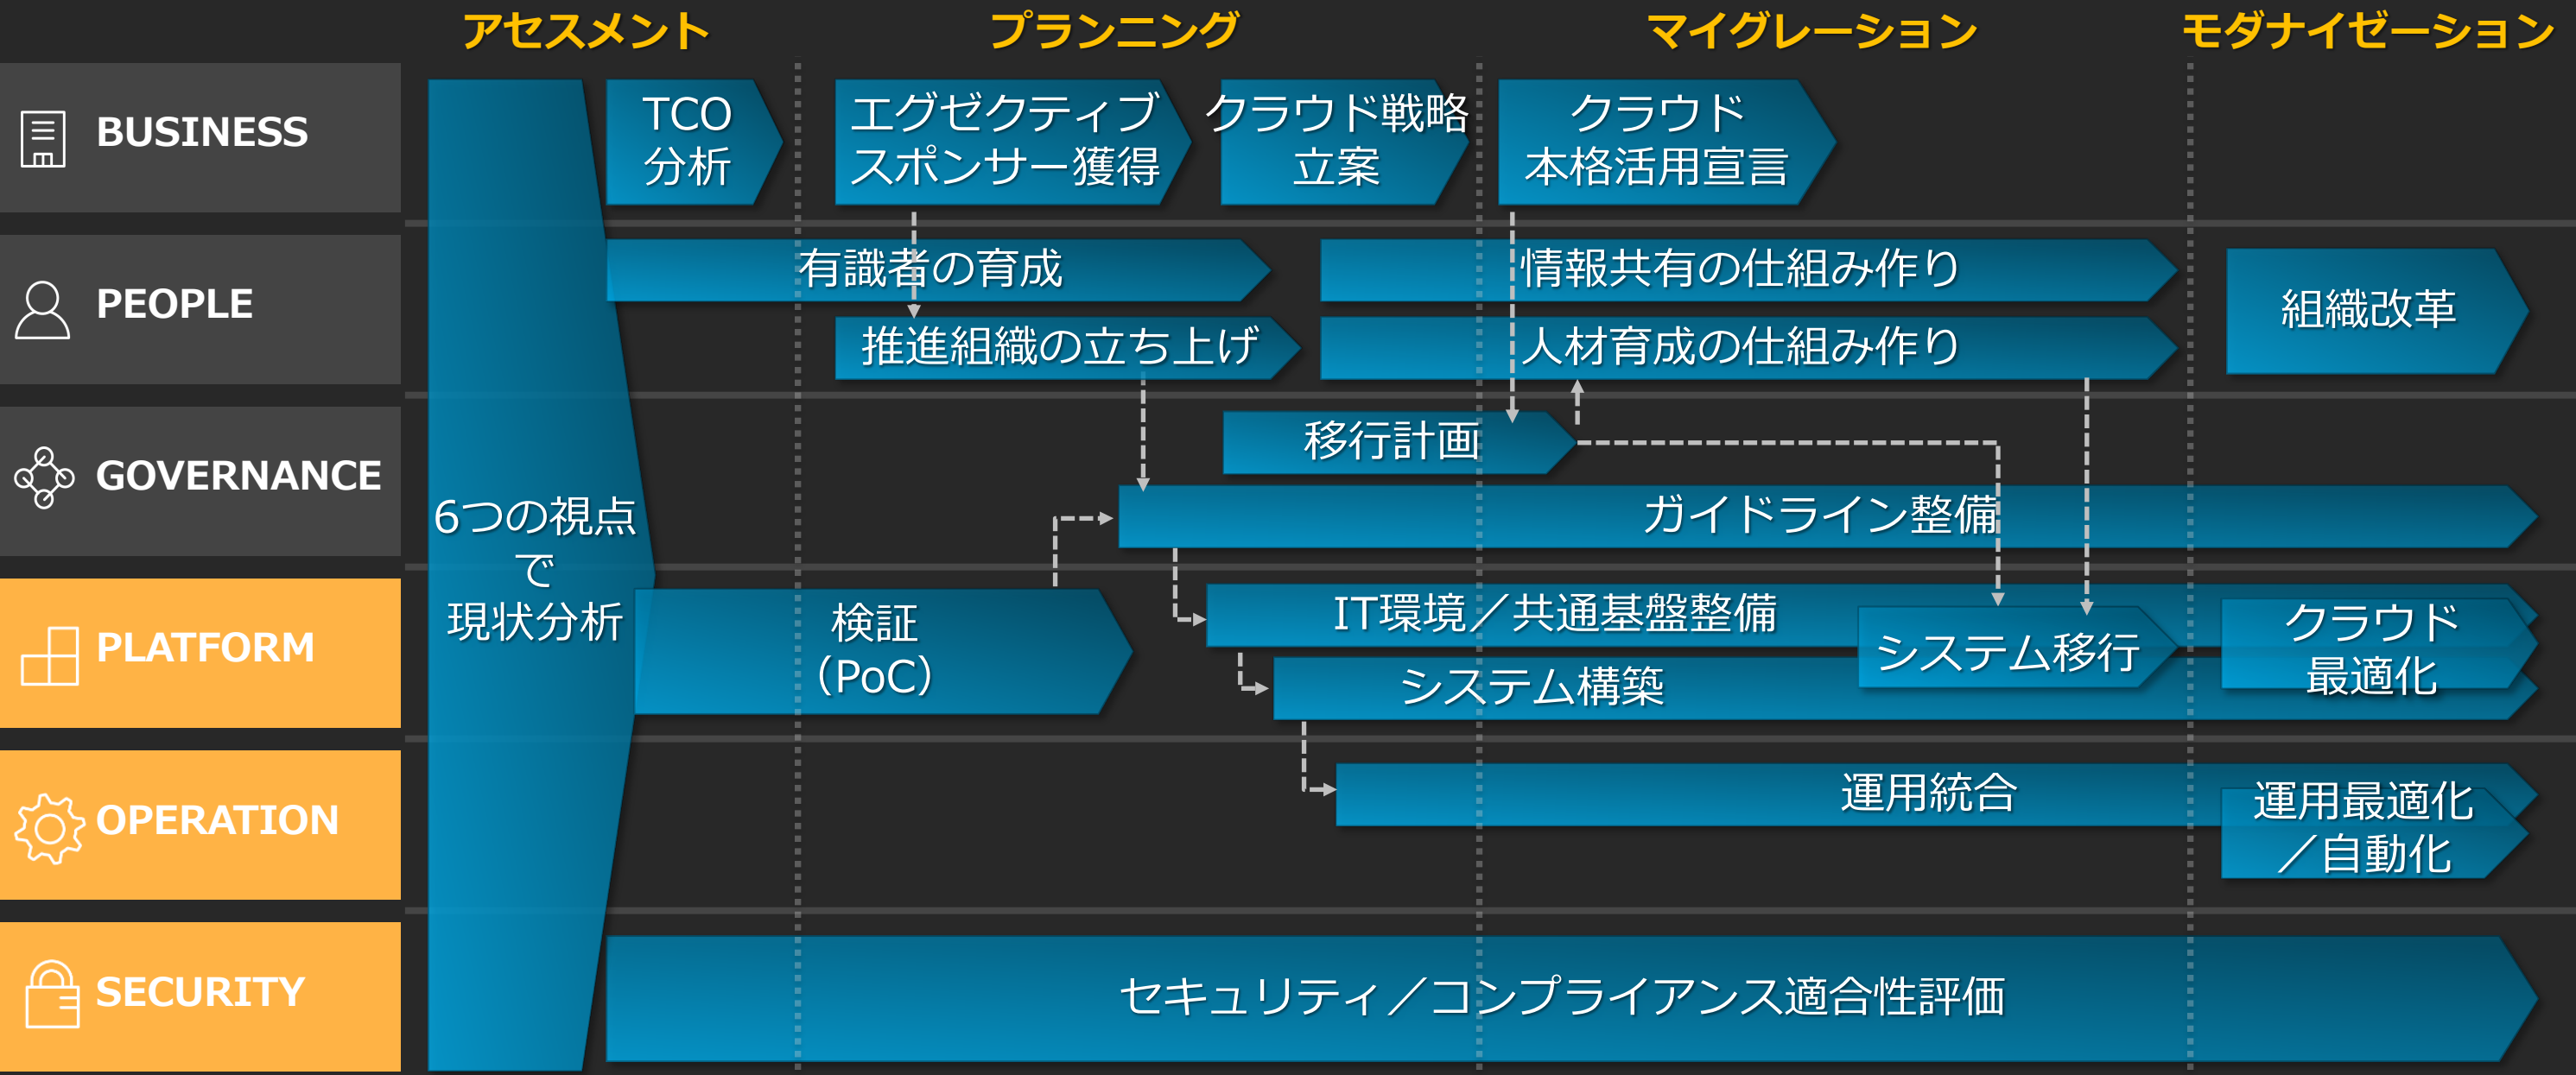 アセスメント
プランニング
マイグレーション
モダナイゼーション
BUSINESS
TCO
分析
エグゼクティブ
スポンサー獲得
クラウド戦略
立案
クラウド
本格活用宣言
PEOPLE
有識者の育成
情報共有の仕組み作り
推進組織の立ち上げ
人材育成の仕組み作り
組織改革
GOVERNANCE
移行計画
ガイドライン整備
6つの視点
で
現状分析
PLATFORM
検証
（PoC）
IT環境／共通基盤整備
システム構築
システム移行
クラウド
最適化
OPERATION
運用統合
運用最適化
／自動化
SECURITY
セキュリティ／コンプライアンス適合性評価